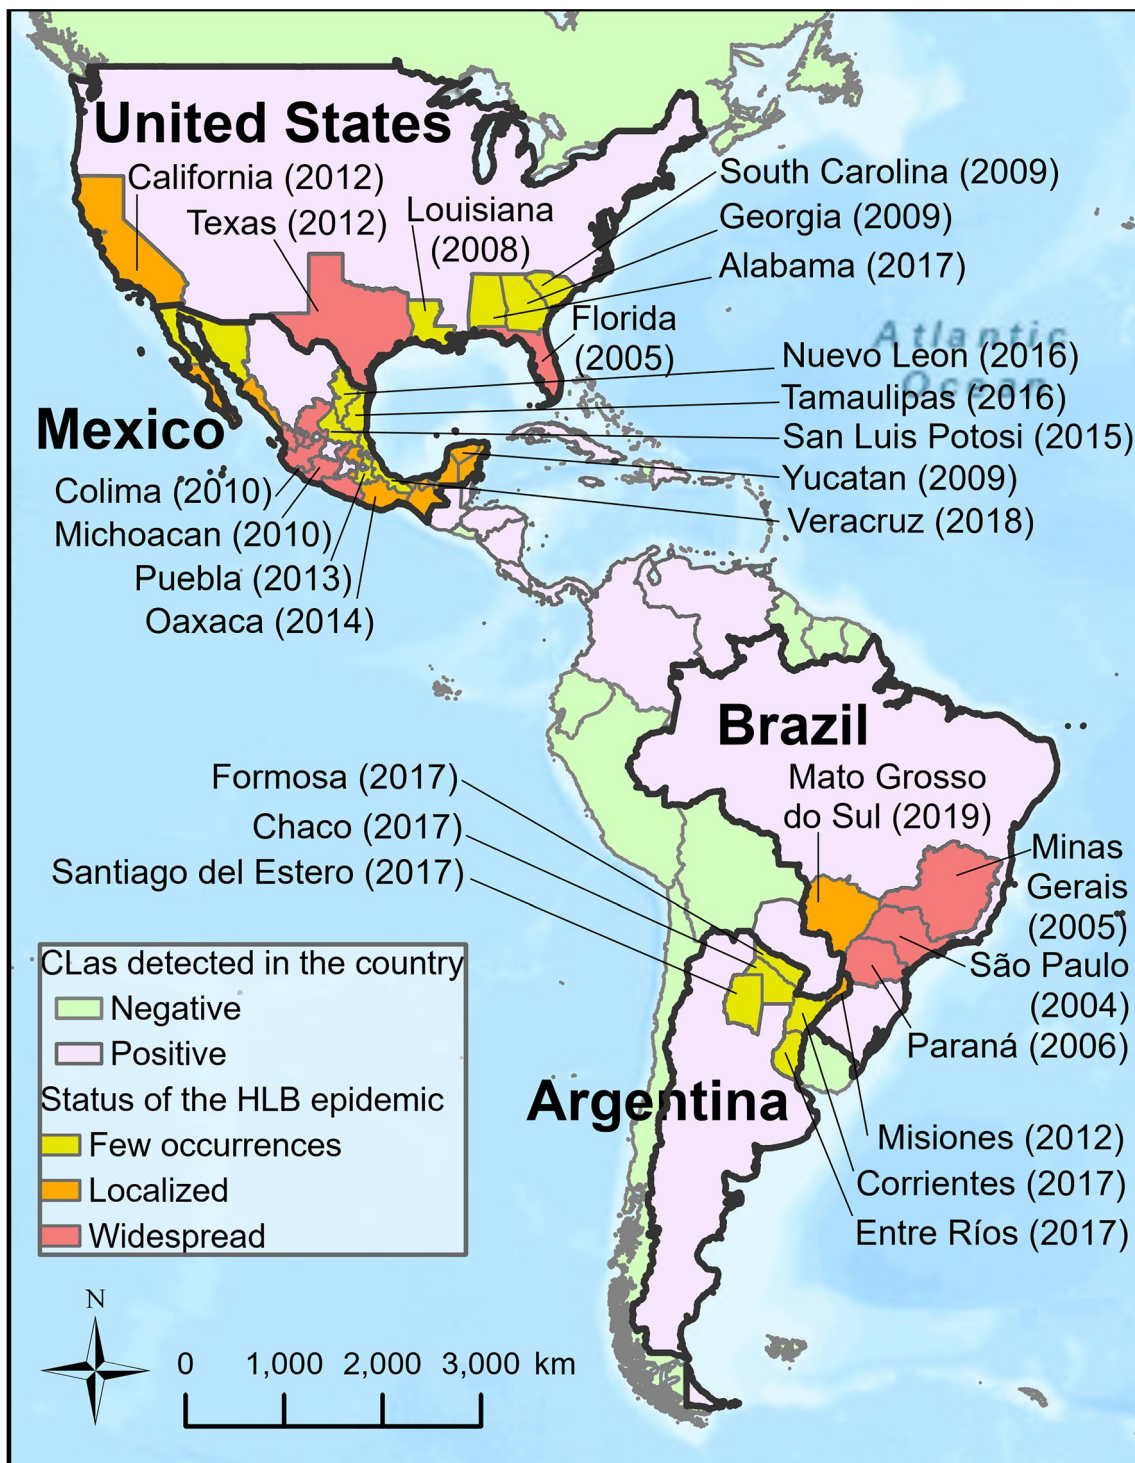 United States
California (2012)
Texas (2012)
Louisiana
(2008)
South Carolina (2009)
Georgia (2009)
Alabama (2017)
Florida
(2005)
Atlantic
Ocean
Nuevo Leon (2016)
Tamaulipas (2016)
San Luis Potosi (2015)
Yucatan (2009)
Veracruz (2018)
Mexico
Colima (2010)
Michoacan (2010)
Puebla (2013)
Oaxaca (2014)
Brazil
Mato Grosso
do Sul (2019)
Minas
Gerais
(2005)
São Paulo
(2004)
Paraná (2006)
Formosa (2017)
Chaco (2017)
Santiago del Estero (2017)
Argentina
Misiones (2012)
Corrientes (2017)
Entre Ríos (2017)
CLas detected in the country
Negative
Positive
Status of the HLB epidemic
Few occurrences
Localized
Widespread
N
0 1,000 2,000 3,000 km